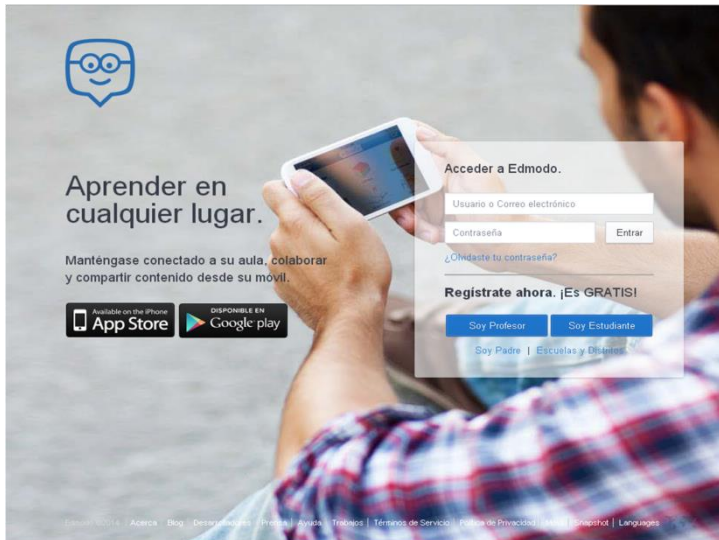 Aprender en
cualquier lugar.
Manténgase conectado a su aula, colaborar
y compartir contenido desde su móvil.
Available on the iPhone
App Store
DISPONIBLE EN
Google play
Acceder a Edmodo.
Usuario o Correo electrónico
Contraseña
Entrar
¿Olvidaste tu contraseña?
Regístrate ahora. ¡Es GRATIS!
Soy Profesor
Soy Estudiante
Soy Padre | Escuelas y Distritos
Edmodo ©2014 Acerca Blog Desarrolladores Prensa | Ayuda Trabajos | Términos de Servicio Política de Privacidad Snapshot | Languages